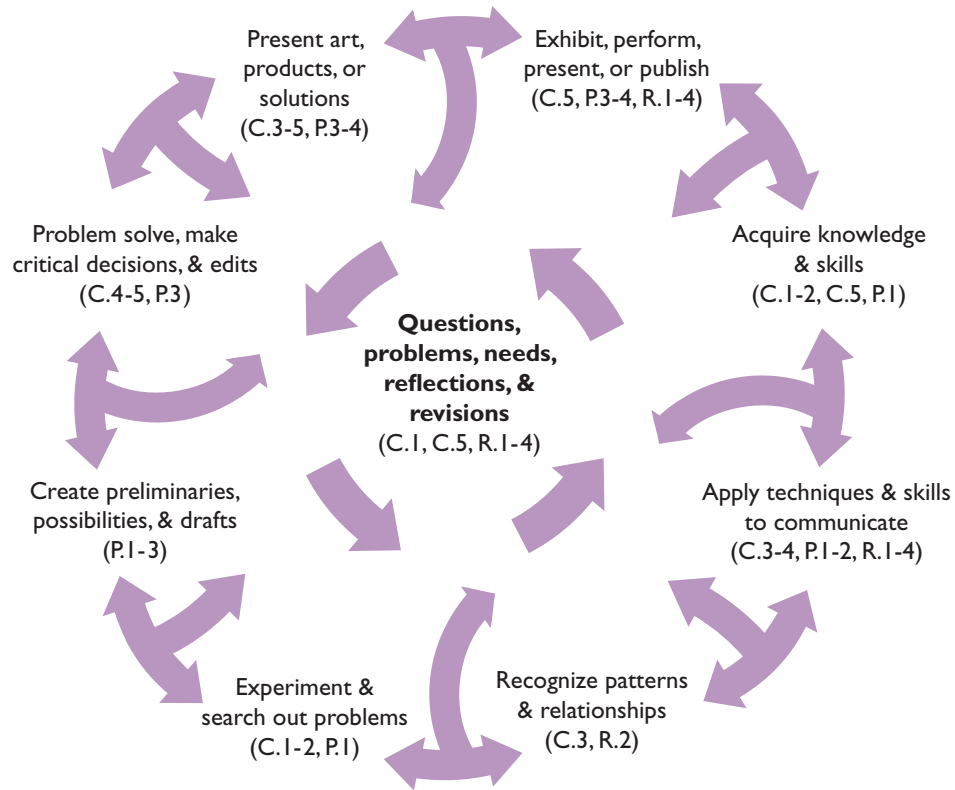 Present art,
products, or
solutions
(C.3-5, P.3-4)
Exhibit, perform,
present, or publish
(C.5, P.3-4, R.1-4)
Acquire knowledge
& skills
(C.1-2, C.5, P.1)
Apply techniques & skills
to communicate
(C.3-4, P.1-2, R.1-4)
Recognize patterns
& relationships
(C.3, R.2)
Experiment &
search out problems
(C.1-2, P.1)
Create preliminaries,
possibilities, & drafts
(P.1-3)
Problem solve, make
critical decisions, & edits
(C.4-5, P.3)
Questions,
problems, needs,
reflections, &
revisions
(C.1, C.5, R.1-4)